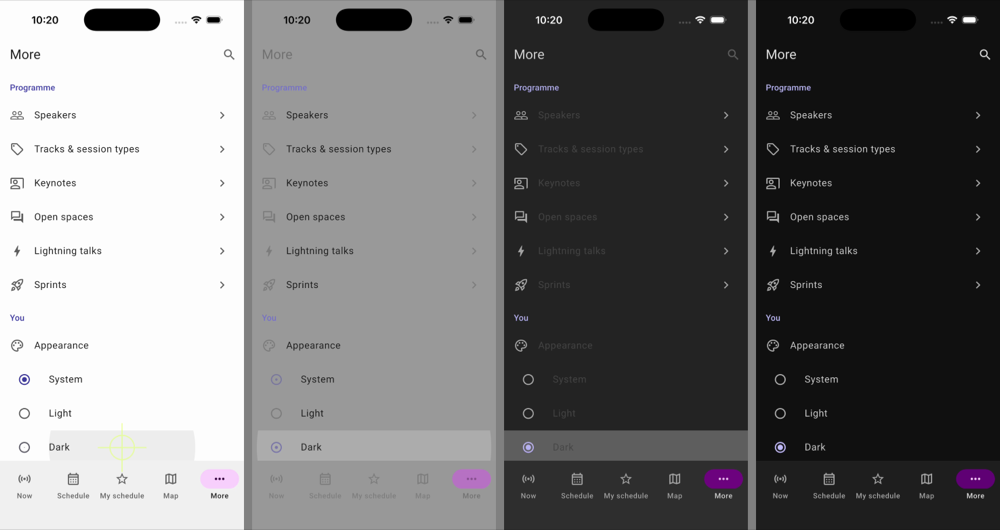 10:20
More
Programme
Speakers
Tracks & session types
Keynotes
Open spaces
Lightning talks
Sprints
You
Appearance
System
Light
Dark
Now Schedule My schedule Map More
10:20
More
Programme
Speakers
Tracks & session types
Keynotes
Open spaces
Lightning talks
Sprints
You
Appearance
System
Light
Dark
Now Schedule My schedule Map More
10:20
More
Programme
Speakers
Tracks & session types
Keynotes
Open spaces
Lightning talks
Sprints
You
Appearance
System
Light
Dark
Now Schedule My schedule Map More
10:20
More
Programme
Speakers
Tracks & session types
Keynotes
Open spaces
Lightning talks
Sprints
You
Appearance
System
Light
Dark
Now Schedule My schedule Map More